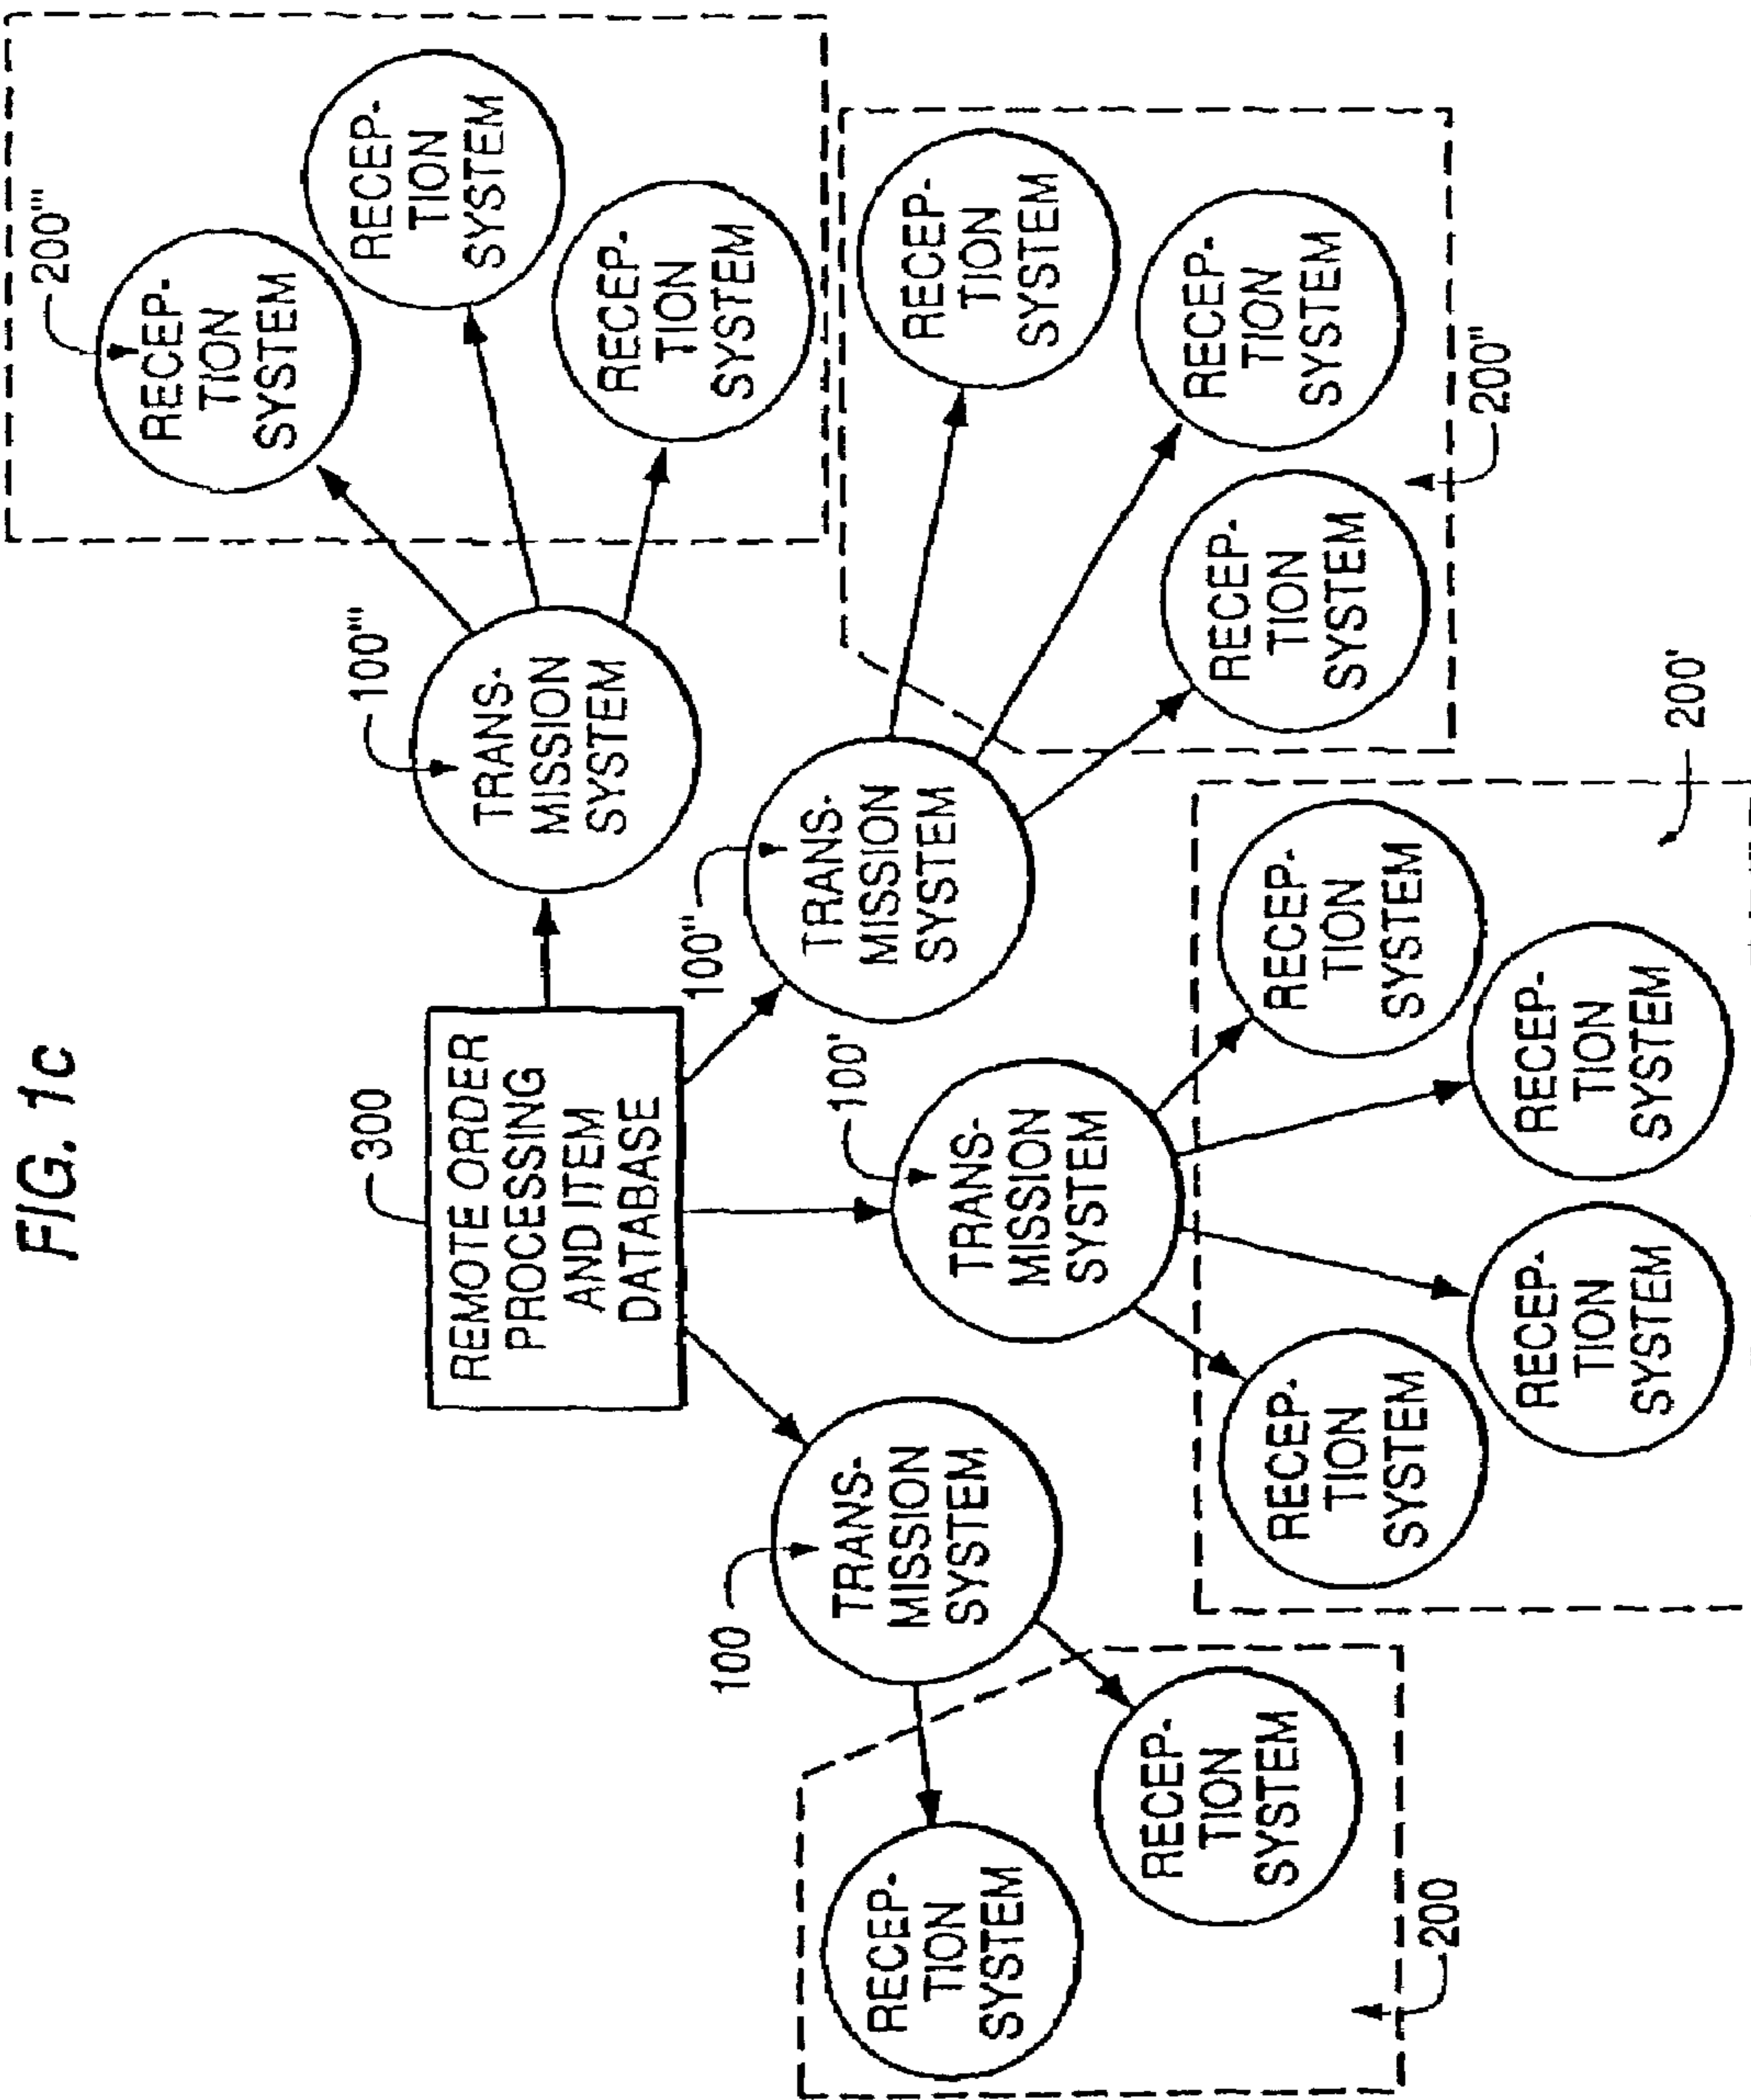 FIG. 1c
300
REMOTE ORDER
PROCESSING
AND ITEM
DATABASE
100
TRANS-
MISSION
SYSTEM
100'
TRANS-
MISSION
SYSTEM
100"
TRANS-
MISSION
SYSTEM
100"'
TRANS-
MISSION
SYSTEM
RECEP-
TION
SYSTEM
RECEP-
TION
SYSTEM
200
RECEP-
TION
SYSTEM
RECEP-
TION
SYSTEM
RECEP-
TION
SYSTEM
RECEP-
TION
SYSTEM
200'
RECEP-
TION
SYSTEM
RECEP-
TION
SYSTEM
RECEP-
TION
SYSTEM
200"
200"'
RECEP-
TION
SYSTEM
RECEP-
TION
SYSTEM
RECEP-
TION
SYSTEM